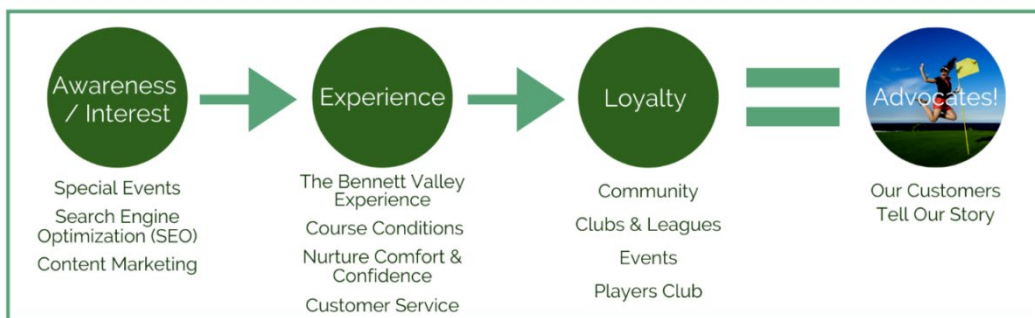 Awareness
/ Interest
Special Events
Search Engine
Optimization (SEO)
Content Marketing
Experience
The Bennett Valley
Experience
Course Conditions
Nurture Comfort &
Confidence
Customer Service
Loyalty
Community
Clubs & Leagues
Events
Players Club
Advocates!
Our Customers
Tell Our Story